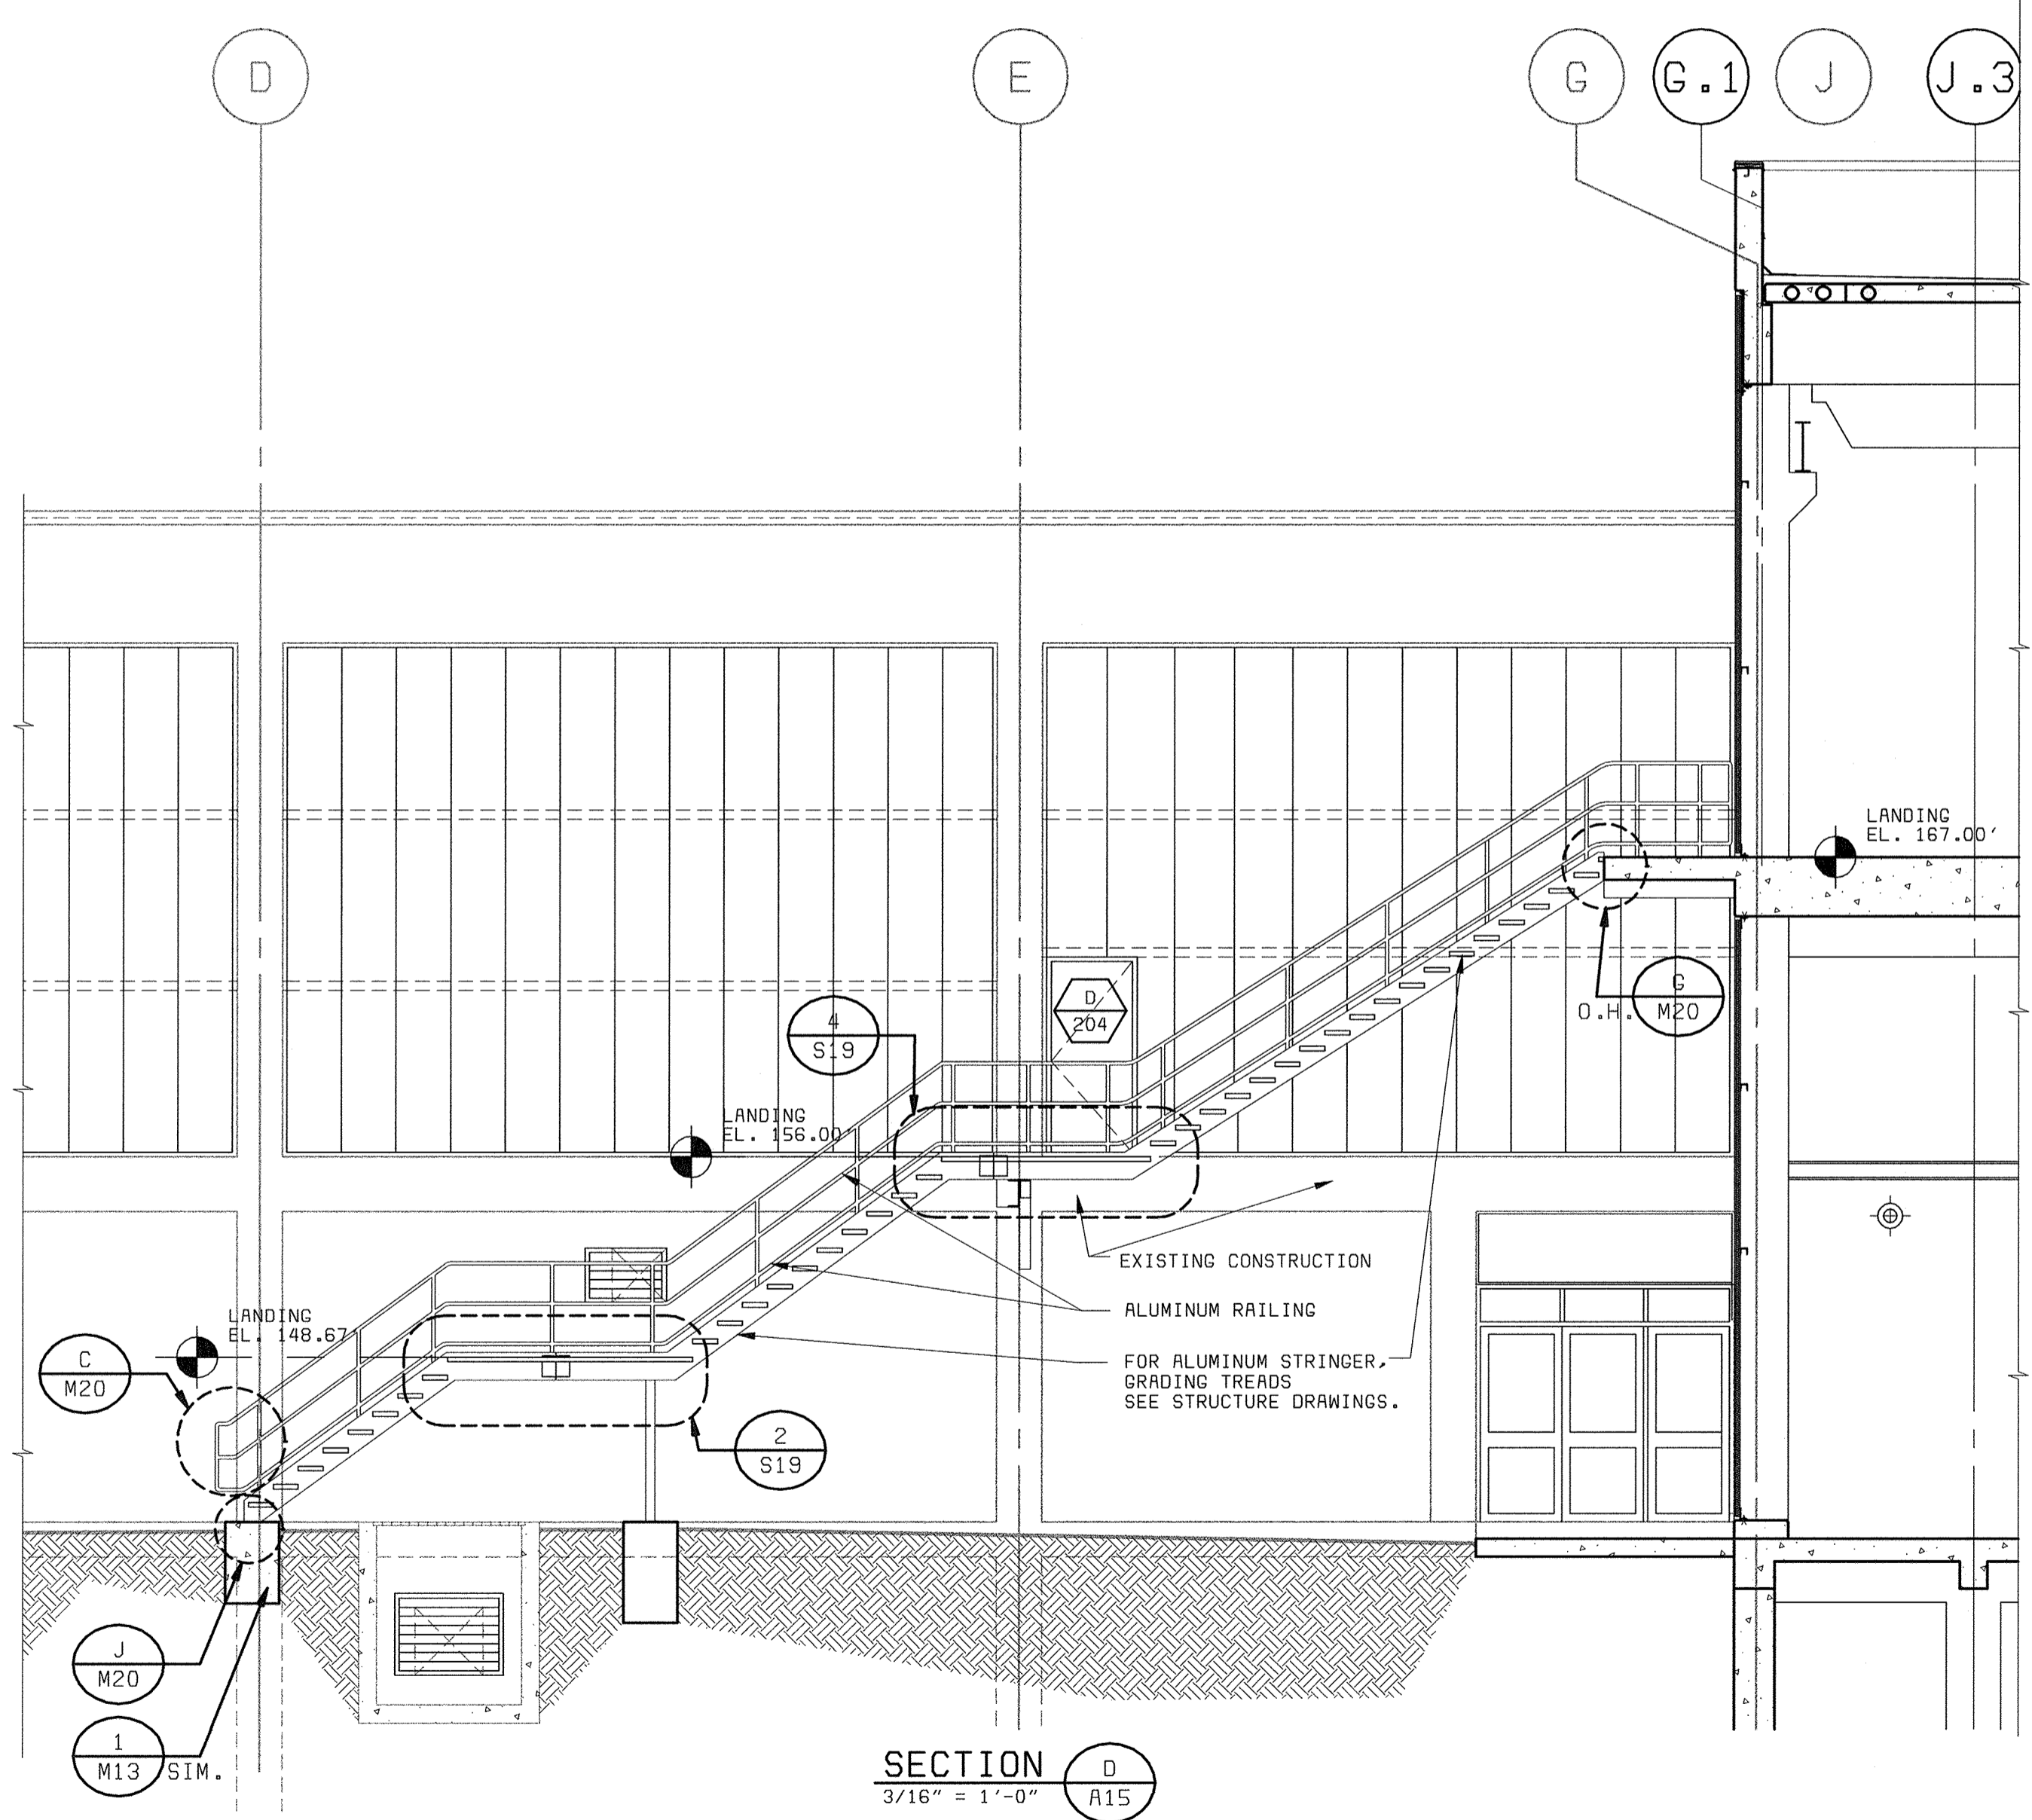 D
E
G
G.1
J
J.3
LANDING
EL. 167.00'
D
204
G
O.H. M20
4
S19
LANDING
EL. 156.00'
EXISTING CONSTRUCTION
ALUMINUM RAILING
LANDING
EL. 148.67
FOR ALUMINUM STRINGER,
GRADING TREADS
SEE STRUCTURE DRAWINGS.
C
M20
2
S19
J
M20
1
M13 SIM.
SECTION
3/16" = 1'-0"
D
A15